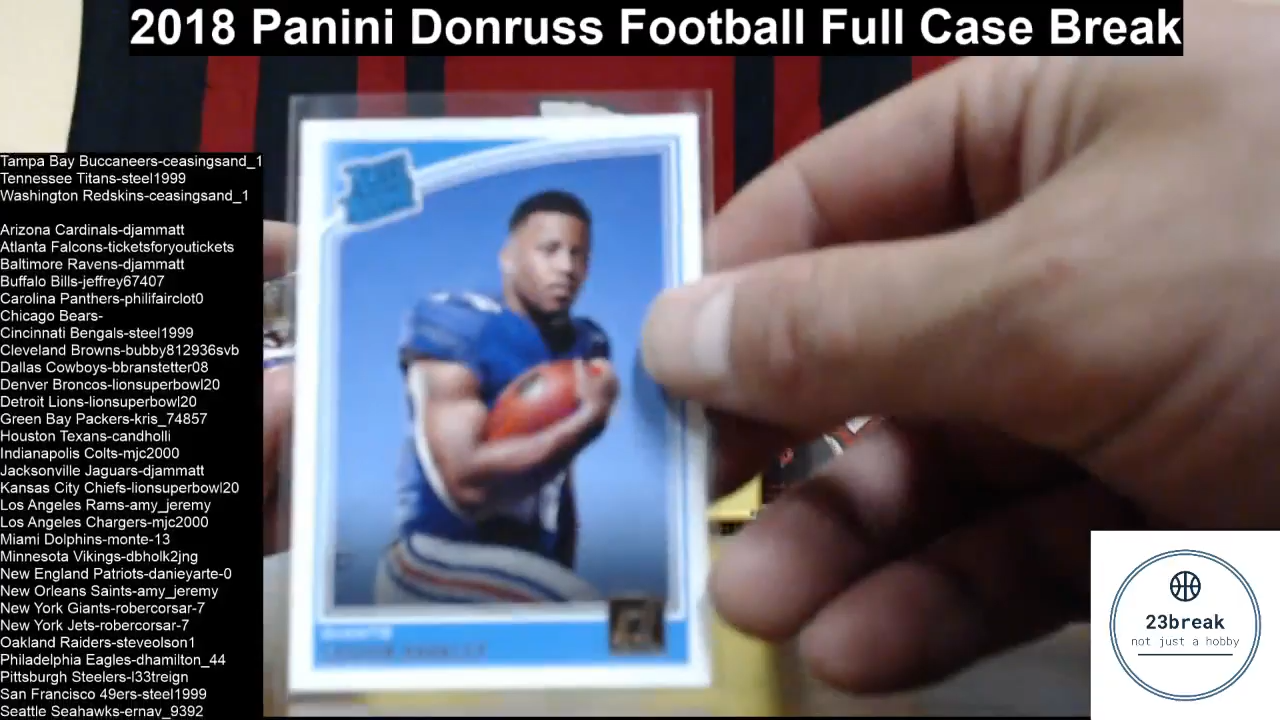 2018 Panini Donruss Football Full Case Break
Tampa Bay Buccaneers-ceasingsand_1
Tennessee Titans-steel1999
Washington Redskins-ceasingsand_1
Arizona Cardinals-djammatt
Atlanta Falcons-ticketsforyoutickets
Baltimore Ravens-djammatt
Buffalo Bills-jeffrey67407
Carolina Panthers-philifairclot0
Chicago Bears-
Cincinnati Bengals-steel1999
Cleveland Browns-bubby812936svb
Dallas Cowboys-bbranstetter08
Denver Broncos-lionsuperbowl20
Detroit Lions-lionsuperbowl20
Green Bay Packers-kris_74857
Houston Texans-candholli
Indianapolis Colts-mjc2000
Jacksonville Jaguars-djammatt
Kansas City Chiefs-lionsuperbowl20
Los Angeles Rams-amy_jeremy
Los Angeles Chargers-mjc2000
Miami Dolphins-monte-13
Minnesota Vikings-dbholk2jng
New England Patriots-danieyarte-0
New Orleans Saints-amy_jeremy
New York Giants-robercorsar-7
New York Jets-robercorsar-7
Oakland Raiders-steveolson1
Philadelphia Eagles-dhamilton_44
Pittsburgh Steelers-l33treign
San Francisco 49ers-steel1999
Seattle Seahawks-ernav_9392
GIANTS
23break
not just a hobby